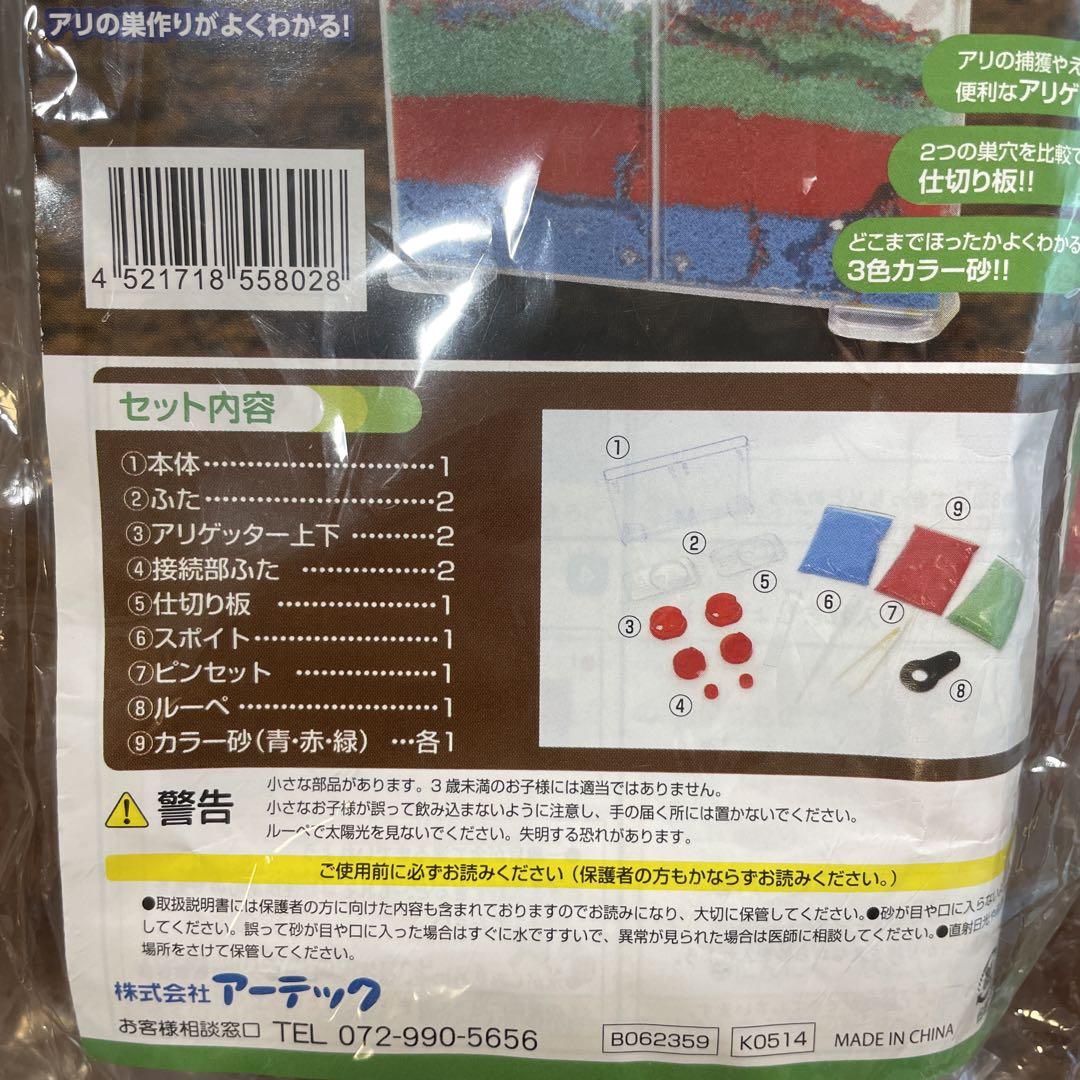 アリの巣作りがよくわかる!
アリの捕獲やえ
便利なアリゲ
2つの巣穴を比較で
仕切り板!!
どこまでほったかよくわかる
3色カラー砂!!
4 521718 558028
セット内容
①本体……………………1
②ふた……………………2
③アリゲッター上下…………2
④接続部ふた……………2
⑤仕切り板………………1
⑥スポイト…………………1
⑦ピンセット………………1
⑧ルーペ…………………1
⑨カラー砂(青・赤・緑)…各1
①
②
③
④
⑤
⑥
⑦
⑧
⑨
警告
小さな部品があります。3歳未満のお子様には適当ではありません。
小さなお子様が誤って飲み込まないように注意し、手の届く所には置かないでください。
ルーペで太陽光を見ないでください。失明する恐れがあります。
ご使用前に必ずお読みください(保護者の方もかならずお読みください。)
●取扱説明書には保護者の方に向けた内容も含まれておりますのでお読みになり、大切に保管してください。●砂が目や口に入らない
してください。誤って砂が目や口に入った場合はすぐに水ですすいで、異常が見られた場合は医師に相談してください。●直射日光
場所をさけて保管してください。
株式会社 アーテック
お客様相談窓口 TEL 072-990-5656
B062359
K0514
MADE IN CHINA